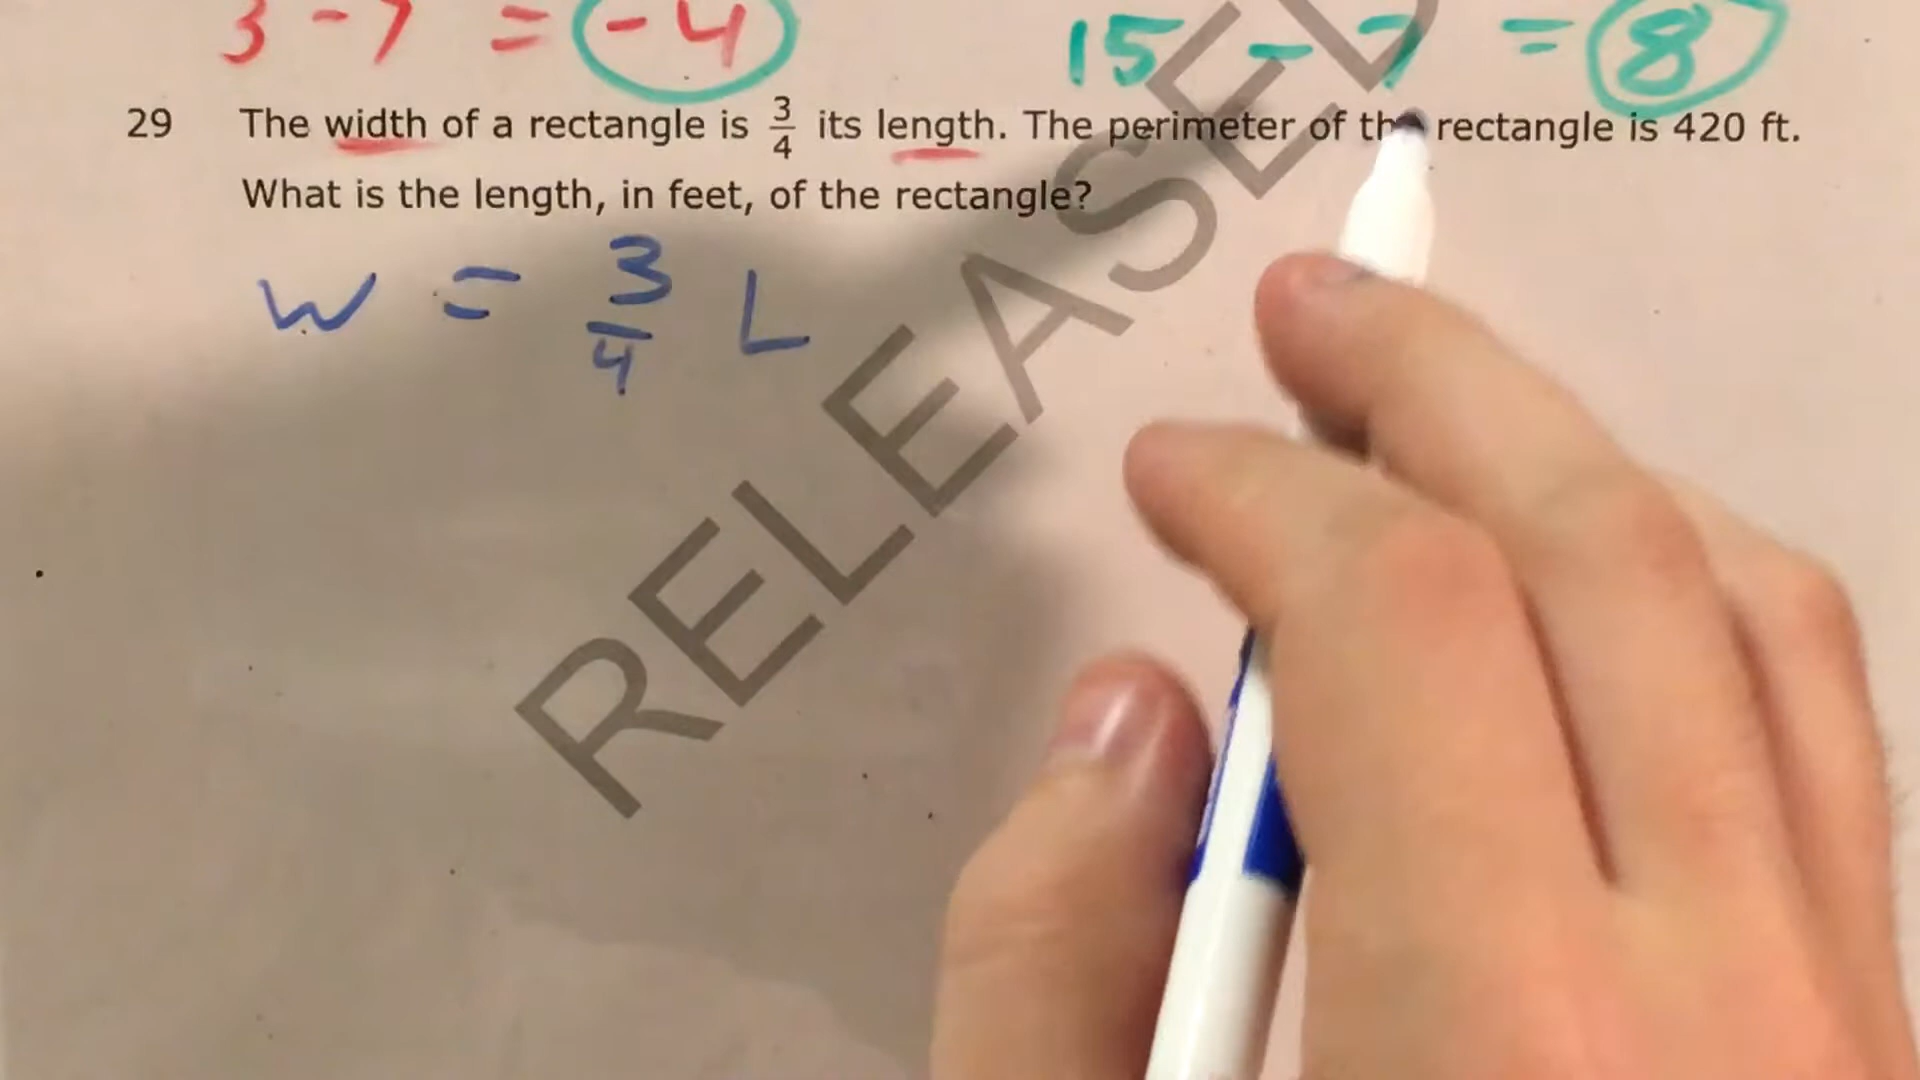 3 - 7 = -4
15 - 7 = 8
29 The width of a rectangle is 3/4 its length. The perimeter of the rectangle is 420 ft.
What is the length, in feet, of the rectangle?
W = 3/4 L
RELEASED